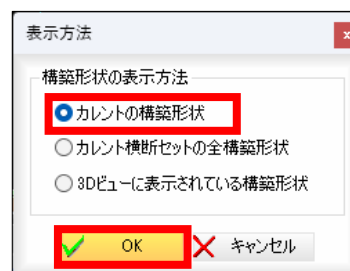 表示方法
構築形状の表示方法
カレントの構築形状
カレント横断セットの全構築形状
3Dビューに表示されている構築形状
OK キャンセル